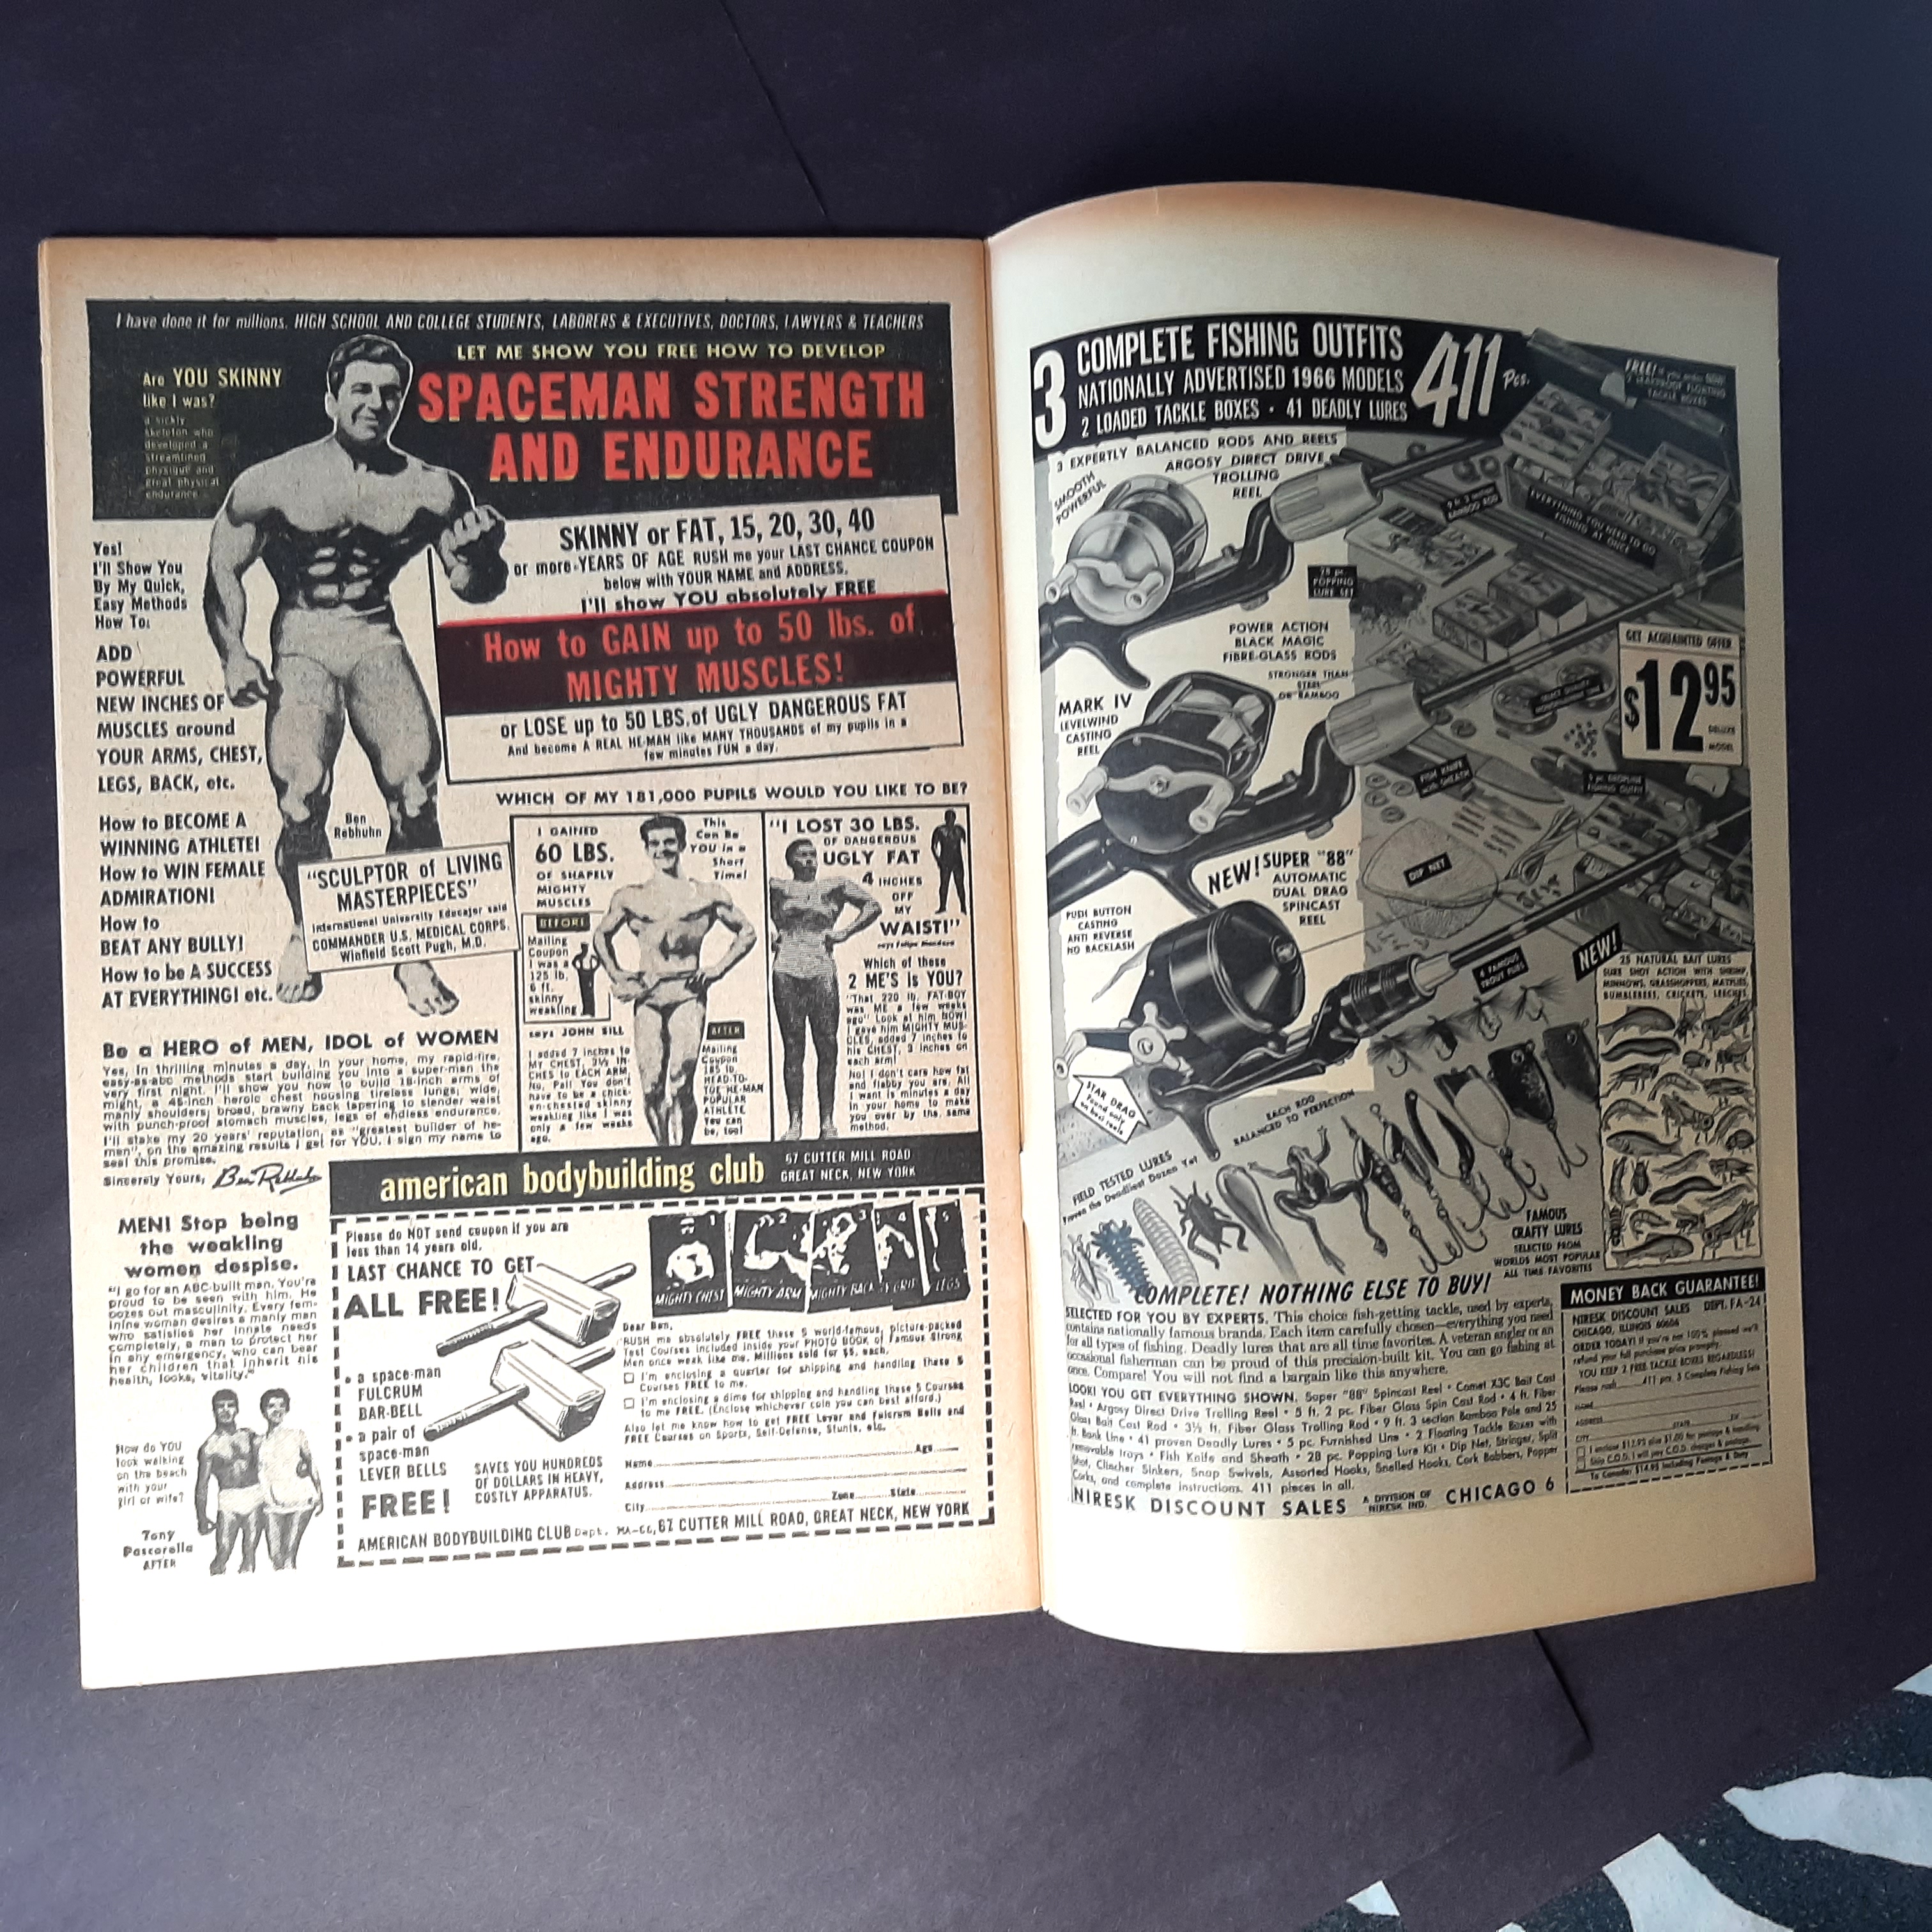 I have done it for millions. HIGH SCHOOL AND COLLEGE STUDENTS, LABORERS & EXECUTIVES, DOCTORS, LAWYERS & TEACHERS
LET ME SHOW YOU FREE HOW TO DEVELOP
SPACEMAN STRENGTH
AND ENDURANCE
Are YOU SKINNY
like I was?
a sickly
skeleton who
developed a
streamlined
physique and
great physical
endurance
SKINNY or FAT, 15, 20, 30, 40
or more-YEARS OF AGE RUSH me your LAST CHANCE COUPON
below with YOUR NAME and ADDRESS.
I'll show YOU absolutely FREE
How to GAIN up to 50 lbs. of
MIGHTY MUSCLES!
or LOSE up to 50 LBS. of UGLY DANGEROUS FAT
And become A REAL HE-MAN like MANY THOUSANDS of my pupils in a
few minutes FUN a day.
Yes!
I'll Show You
By My Quick,
Easy Methods
How To:
ADD
POWERFUL
NEW INCHES OF
MUSCLES around
YOUR ARMS, CHEST,
LEGS, BACK, etc.
How to BECOME A
WINNING ATHLETE!
How to WIN FEMALE
ADMIRATION!
How to
BEAT ANY BULLY!
How to be A SUCCESS
AT EVERYTHING! etc.
Ben
Rebhuhn
"SCULPTOR of LIVING
MASTERPIECES"
International University Educator said
COMMANDER U.S. MEDICAL CORPS.
Winfield Scott Pugh, M.D.
WHICH OF MY 181,000 PUPILS WOULD YOU LIKE TO BE?
I GAINED
60 LBS.
OF SHAPELY
MIGHTY
MUSCLES
This
Can Be
YOU in a
Short
Time!
BEFORE
Mailing
Coupon
I was a
125 lb.
6 ft.
skinny
weakling
says JOHN SILL
I added 7 inches to
MY CHEST, 3½ IN-
CHES to EACH ARM.
No, Pal! You don't
have to be a chick-
en-chested skinny
weakling like I was
only a few weeks
ago.
AFTER
Mailing
Coupon
185 lb.
HEAD-TO-
TOE HE-MAN
POPULAR
ATHLETE
You can
be, too!
"I LOST 30 LBS.
OF DANGEROUS
UGLY FAT
4 INCHES
OFF
MY
WAIST!"
Which of these
2 ME'S is YOU?
"That 220 lb. FAT-BOY
was ME a few weeks
ago" Look at him NOW!
I gave him MIGHTY MUS-
CLES, added 7 inches to
his CHEST, 3 inches on
each arm!
No! I don't care how fat
and flabby you are. All
I want is minutes a day
in your home to make
you over by the same
method.
Be a HERO of MEN, IDOL of WOMEN
Yes, in thrilling minutes a day, in your home, my rapid-fire,
easy-as-abc methods start building you into a super-man the
very first night. I'll show you how to build 18-inch arms of
might, a 46-inch heroic chest housing tireless lungs; wide,
manly shoulders; broad, brawny back tapering to slender waist
with punch-proof stomach muscles, legs of endless endurance.
I'll stake my 20 years' reputation, as "greatest builder of he-
men", on the amazing results I get for YOU. I sign my name to
seal this promise.
Sincerely Yours, Ben Rebhuhn
american bodybuilding club
67 CUTTER MILL ROAD
GREAT NECK, NEW YORK
MEN! Stop being
the weakling
women despise.
"I go for an ABC-built man. You're
proud to be seen with him. He
oozes out masculinity. Every fem-
inine woman desires a manly man
who satisfies her innate needs
completely, a man to protect her
in any emergency, who can bear
her children that inherit his
health, looks, vitality."
How do YOU
look walking
on the beach
with your
girl or wife?
Tony
Pascarella
AFTER
Please do NOT send coupon if you are
less than 14 years old.
LAST CHANCE TO GET
ALL FREE!
• a space-man
FULCRUM
BAR-BELL
• a pair of
space-man
LEVER BELLS
FREE!
SAVES YOU HUNDREDS
OF DOLLARS IN HEAVY,
COSTLY APPARATUS.
1 2 3 4 5
MIGHTY CHEST MIGHTY ARM MIGHTY BACK GRIP LEGS
Dear Ben,
RUSH me absolutely FREE these 5 world-famous, picture-packed
Test Courses included inside your PHOTO BOOK of Famous Strong
Men once weak like me. Millions sold for $5. each.
I'm enclosing a quarter for shipping and handling these 5
Courses FREE to me.
I'm enclosing a dime for shipping and handling these 5 Courses
to me FREE. (Enclose whichever coin you can best afford.)
Also let me know how to get FREE Lever and Fulcrum Bells and
FREE Courses on Sports, Self-Defense, Stunts, etc.
Name Age
Address
City Zone State
AMERICAN BODYBUILDING CLUB Dept. MA-66, 67 CUTTER MILL ROAD, GREAT NECK, NEW YORK
3 COMPLETE FISHING OUTFITS
NATIONALLY ADVERTISED 1966 MODELS
2 LOADED TACKLE BOXES • 41 DEADLY LURES
411 Pcs.
FREE! if you order NOW
2 LEAKPROOF FLOATING
TACKLE BOXES
3 EXPERTLY BALANCED RODS AND REELS
SMOOTH
POWERFUL
ARGOSY DIRECT DRIVE
TROLLING
REEL
9 ft. 3 section
BAMBOO ROD
EVERYTHING YOU NEED TO GO
FISHING AT ONCE
28 pc.
POPPING
LURE SET
POWER ACTION
BLACK MAGIC
FIBRE-GLASS RODS
STRONGER THAN
STEEL
OR BAMBOO
GET ACQUAINTED OFFER
$12.95
DELUXE
MODEL
MARK IV
LEVELWIND
CASTING
REEL
FISH KNIFE
with SHEATH
DIP NET
NEW! SUPER "88"
AUTOMATIC
DUAL DRAG
SPINCAST
REEL
PUSH BUTTON
CASTING
ANTI REVERSE
NO BACKLASH
4 FAMOUS
TROUT FLIES
NEW!
25 NATURAL BAIT LURES
SURE SHOT ACTION WITH SHRIMP,
MINNOWS, GRASSHOPPERS, MAYFLIES,
BUMBLEBEES, CRICKETS, LEECHES
STAR DRAG
Found only
on best reels
EACH ROD
BALANCED TO PERFECTION
FIELD TESTED LURES
Proven the Deadliest Dozen Yet
FAMOUS
CRAFTY LURES
SELECTED FROM
WORLDS MOST POPULAR
ALL TIME FAVORITES
COMPLETE! NOTHING ELSE TO BUY!
SELECTED FOR YOU BY EXPERTS. This choice fish-getting tackle, used by experts,
contains nationally famous brands. Each item carefully chosen—everything you need
for all types of fishing. Deadly lures that are all time favorites. A veteran angler or an
occasional fisherman can be proud of this precision-built kit. You can go fishing at
once. Compare! You will not find a bargain like this anywhere.
LOOK! YOU GET EVERYTHING SHOWN. Super "88" Spincast Reel • Comet X3C Bait Cast
Reel • Argosy Direct Drive Trolling Reel • 5 ft. 2 pc. Fiber Glass Spin Cast Rod • 4 ft. Fiber
Glass Bait Cast Rod • 3½ ft. Fiber Glass Trolling Rod • 9 ft. 3 section Bamboo Pole and 25
ft. Bank Line • 41 proven Deadly Lures • 5 pc. Furnished Line • 2 Floating Tackle Boxes with
removable trays • Fish Knife and Sheath • 28 pc. Popping Lure Kit • Dip Net, Stringer, Split
Shot, Clincher Sinkers, Snap Swivels, Assorted Hooks, Snelled Hooks, Cork Bobbers, Popper
Corks, and complete instructions. 411 pieces in all.
NIRESK DISCOUNT SALES A DIVISION OF NIRESK IND. CHICAGO 6
MONEY BACK GUARANTEE!
NIRESK DISCOUNT SALES DEPT. FA-24
CHICAGO, ILLINOIS 60606
ORDER TODAY! If you're not 100% pleased we'll
refund your full purchase price promptly.
YOU KEEP 2 FREE TACKLE BOXES REGARDLESS!
Please rush 411 pcs. 3 Complete Fishing Sets
NAME
ADDRESS
CITY STATE
I enclose $12.95 plus $1.00 for postage & handling.
Ship C.O.D. I will pay C.O.D. charges & postage.
To Canada: $14.95 Including Postage & Duty